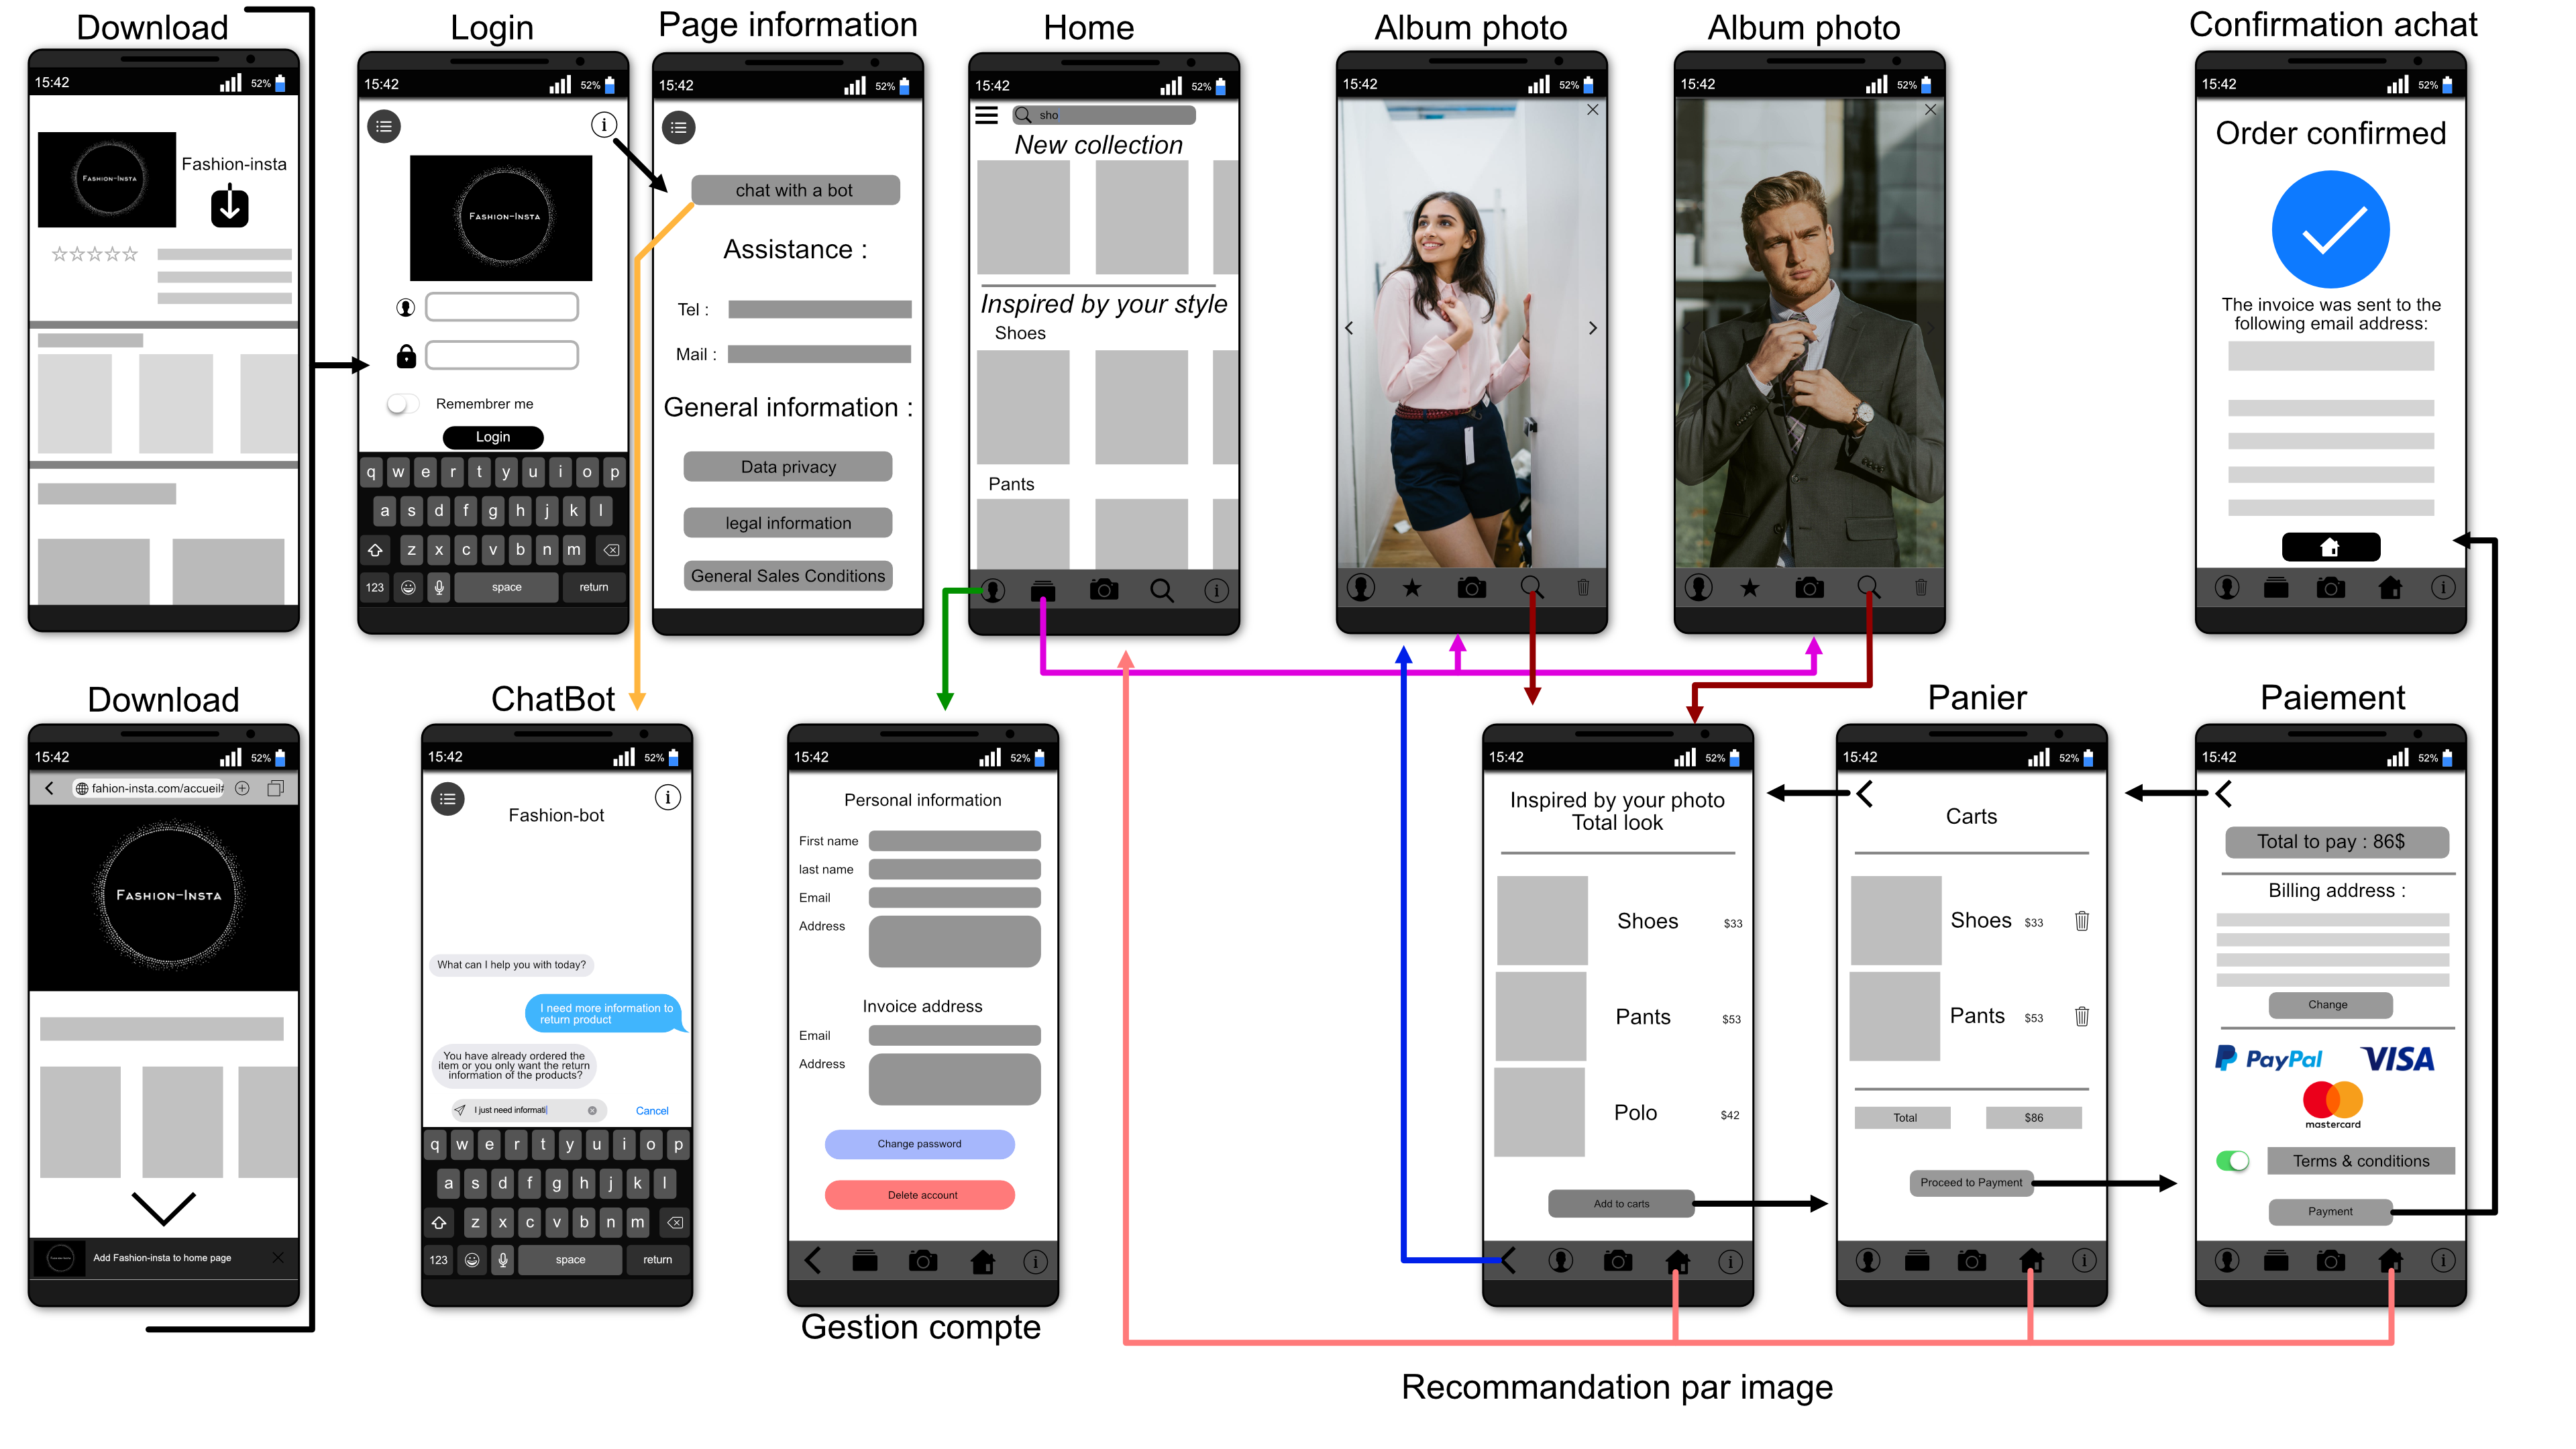 Download
15:42
52%
FASHION-INSTA
Fashion-insta
Login
15:42
52%
FASHION-INSTA
Remembrer me
Login
q w e r t y u i o p
a s d f g h j k l
z x c v b n m
123 space return
Page information
15:42
52%
chat with a bot
Assistance :
Tel :
Mail :
General information :
Data privacy
legal information
General Sales Conditions
Home
15:42
52%
sho
New collection
Inspired by your style
Shoes
Pants
Album photo
15:42
52%
Album photo
15:42
52%
Confirmation achat
15:42
52%
Order confirmed
The invoice was sent to the
following email address:
Download
15:42
52%
fahion-insta.com/accueil#
FASHION-INSTA
Add Fashion-insta to home page
ChatBot
15:42
52%
Fashion-bot
What can I help you with today?
I need more information to
return product
You have already ordered the
item or you only want the return
information of the products?
I just need informati
Cancel
q w e r t y u i o p
a s d f g h j k l
z x c v b n m
123 space return
15:42
52%
Personal information
First name
last name
Email
Address
Invoice address
Email
Address
Change password
Delete account
Gestion compte
15:42
52%
Inspired by your photo
Total look
Shoes $33
Pants $53
Polo $42
Add to carts
Panier
15:42
52%
Carts
Shoes $33
Pants $53
Total $86
Proceed to Payment
Paiement
15:42
52%
Total to pay : 86$
Billing address :
Change
PayPal VISA
mastercard
Terms & conditions
Payment
Recommandation par image